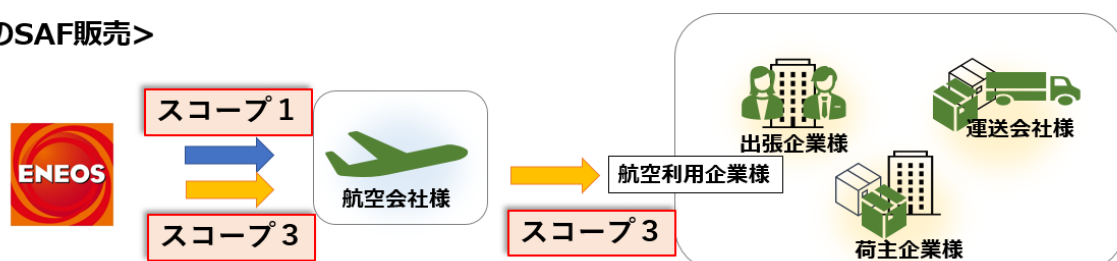 のSAF販売>
スコープ1
ENEOS
航空会社様
スコープ3
スコープ3
航空利用企業様
出張企業様
運送会社様
荷主企業様